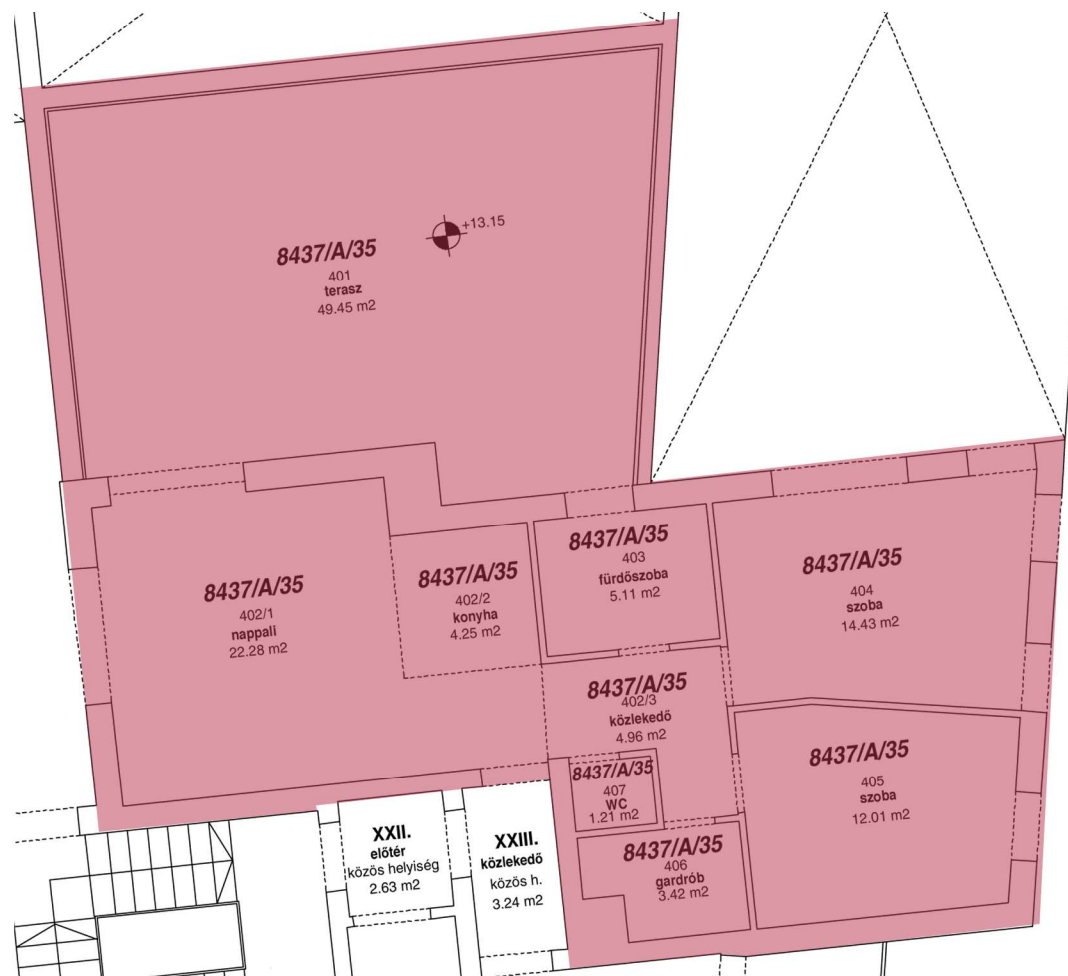 8437/A/35
401
terasz
49.45 m2
+13.15
8437/A/35
402/1
nappali
22.28 m2
8437/A/35
402/2
konyha
4.25 m2
8437/A/35
403
fürdőszoba
5.11 m2
8437/A/35
404
szoba
14.43 m2
8437/A/35
402/3
közlekedő
4.96 m2
8437/A/35
405
szoba
12.01 m2
8437/A/35
407
WC
1.21 m2
8437/A/35
406
gardrób
3.42 m2
XXII.
előtér
közös helyiség
2.63 m2
XXIII.
közlekedő
közös h.
3.24 m2